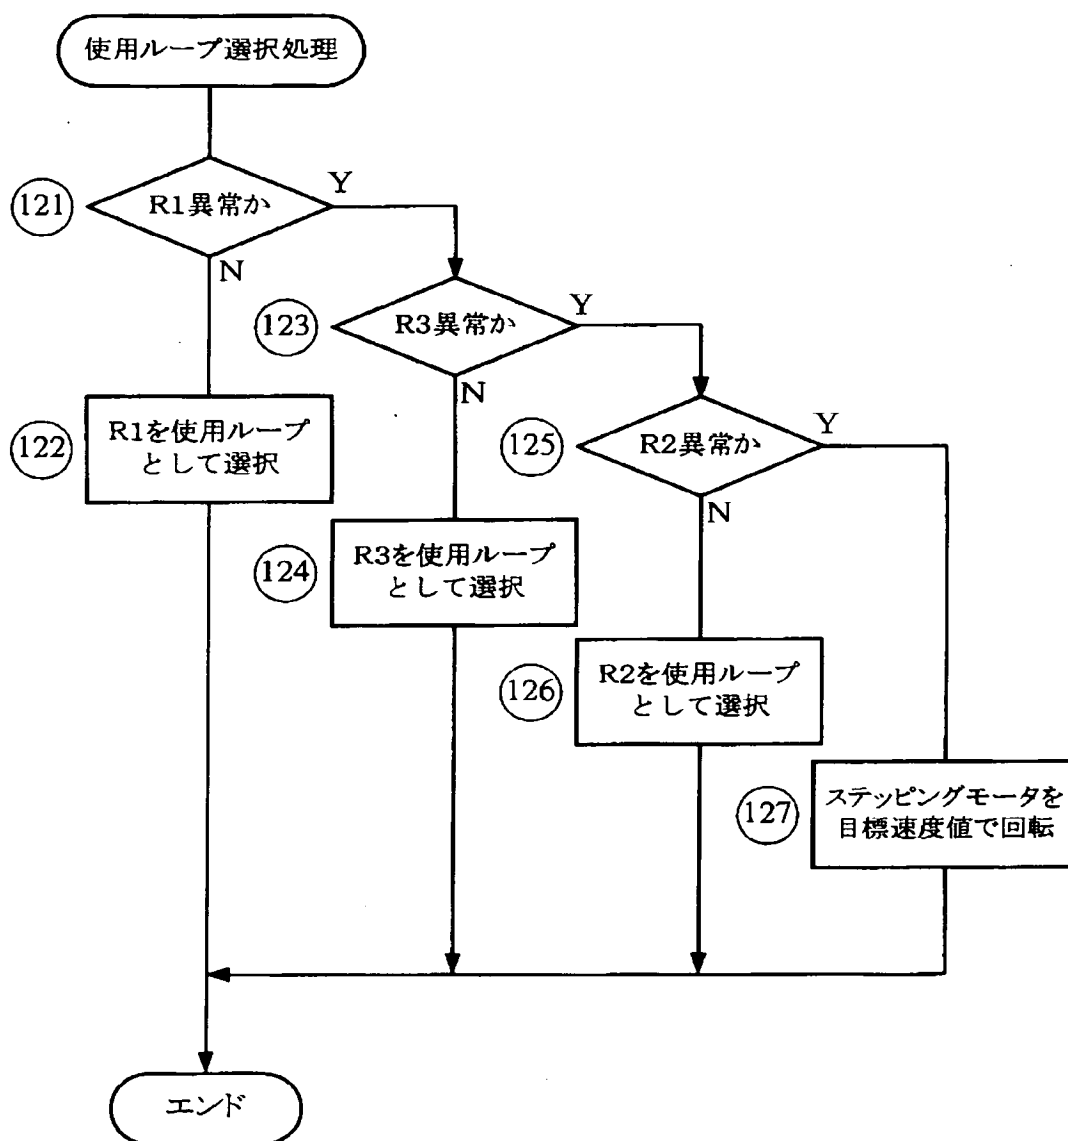 使用ループ選択処理
121
R1異常か
Y
N
123
R3異常か
Y
N
122
R1を使用ループ
として選択
125
R2異常か
Y
N
124
R3を使用ループ
として選択
126
R2を使用ループ
として選択
127
ステッピングモータを
目標速度値で回転
エンド